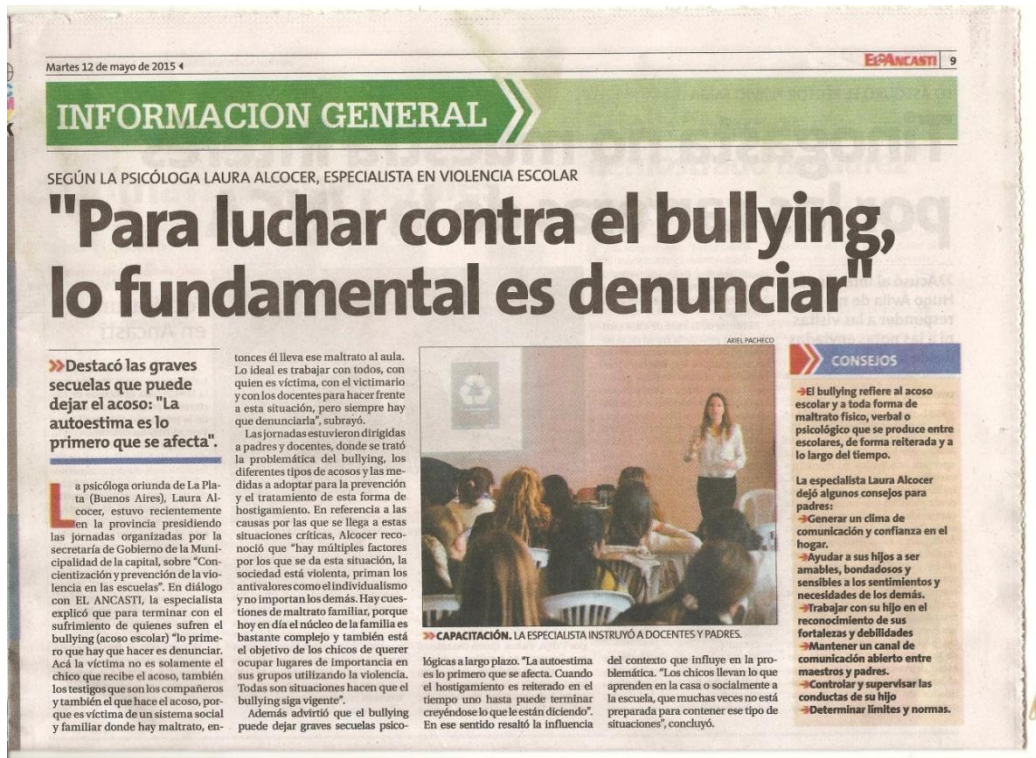 Martes 12 de mayo de 2015
EL ANCASTI 9
INFORMACION GENERAL
SEGÚN LA PSICÓLOGA LAURA ALCOCER, ESPECIALISTA EN VIOLENCIA ESCOLAR
"Para luchar contra el bullying,
lo fundamental es denunciar"
»Destacó las graves
secuelas que puede
dejar el acoso: "La
autoestima es lo
primero que se afecta".
La psicóloga oriunda de La Pla-
ta (Buenos Aires), Laura Al-
cocer, estuvo recientemente
en la provincia presidiendo
las jornadas organizadas por la
secretaría de Gobierno de la Muni-
cipalidad de la capital, sobre "Con-
cientización y prevención de la vio-
lencia en las escuelas". En diálogo
con EL ANCASTI, la especialista
explicó que para terminar con el
sufrimiento de quienes sufren el
bullying (acoso escolar) "lo prime-
ro que hay que hacer es denunciar.
Acá la víctima no es solamente el
chico que recibe el acoso, también
los testigos que son los compañeros
y también el que hace el acoso, por-
que es víctima de un sistema social
y familiar donde hay maltrato, en-
tonces él lleva ese maltrato al aula.
Lo ideal es trabajar con todos, con
quien es víctima, con el victimario
y con los docentes para hacer frente
a esta situación, pero siempre hay
que denunciarla", subrayó.
Las jornadas estuvieron dirigidas
a padres y docentes, donde se trató
la problemática del bullying, los
diferentes tipos de acosos y las me-
didas a adoptar para la prevención
y el tratamiento de esta forma de
hostigamiento. En referencia a las
causas por las que se llega a estas
situaciones críticas, Alcocer reco-
noció que "hay múltiples factores
por los que se da esta situación, la
sociedad está violenta, priman los
antivalores como el individualismo
y no importan los demás. Hay cues-
tiones de maltrato familiar, porque
hoy en día el núcleo de la familia es
bastante complejo y también está
el objetivo de los chicos de querer
ocupar lugares de importancia en
sus grupos utilizando la violencia.
Todas son situaciones hacen que el
bullying siga vigente".
Además advirtió que el bullying
puede dejar graves secuelas psico-
ARIEL PACHECO
»CAPACITACIÓN. LA ESPECIALISTA INSTRUYÓ A DOCENTES Y PADRES.
lógicas a largo plazo. "La autoestima
es lo primero que se afecta. Cuando
el hostigamiento es reiterado en el
tiempo uno hasta puede terminar
creyéndose lo que le están diciendo".
En ese sentido resaltó la influencia
del contexto que influye en la pro-
blemática. "Los chicos llevan lo que
aprenden en la casa o socialmente a
la escuela, que muchas veces no está
preparada para contener ese tipo de
situaciones", concluyó.
CONSEJOS
➔El bullying refiere al acoso
escolar y a toda forma de
maltrato físico, verbal o
psicológico que se produce entre
escolares, de forma reiterada y a
lo largo del tiempo.
La especialista Laura Alcocer
dejó algunos consejos para
padres:
➔Generar un clima de
comunicación y confianza en el
hogar.
➔Ayudar a sus hijos a ser
amables, bondadosos y
sensibles a los sentimientos y
necesidades de los demás.
➔Trabajar con su hijo en el
reconocimiento de sus
fortalezas y debilidades
➔Mantener un canal de
comunicación abierto entre
maestros y padres.
➔Controlar y supervisar las
conductas de su hijo
➔Determinar límites y normas.